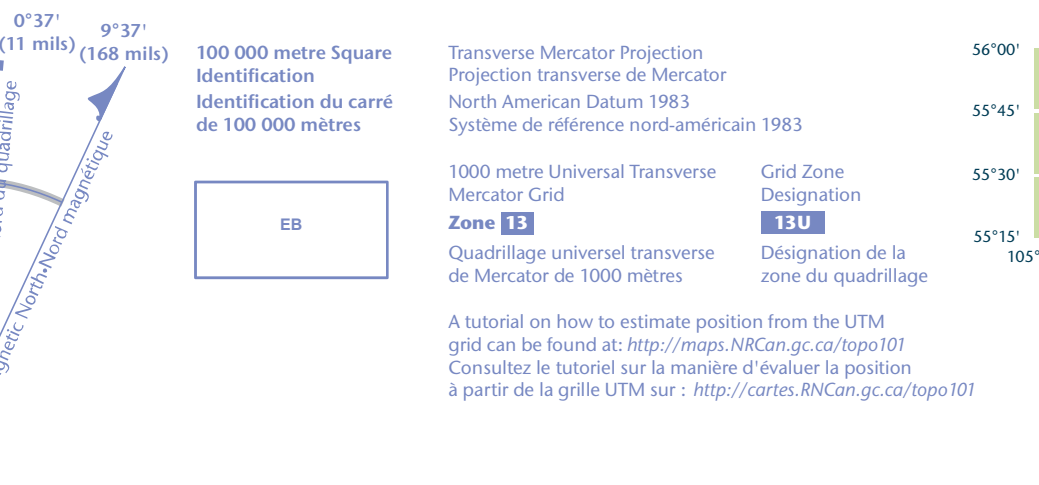 0°37'
(11 mils)
9°37'
(168 mils)
du quadrillage
Magnetic North•Nord magnétique
100 000 metre Square
Identification
Identification du carré
de 100 000 mètres
EB
Transverse Mercator Projection
Projection transverse de Mercator
North American Datum 1983
Système de référence nord-américain 1983
1000 metre Universal Transverse
Mercator Grid
Zone 13
Quadrillage universel transverse
de Mercator de 1000 mètres
Grid Zone
Designation
13U
Désignation de la
zone du quadrillage
A tutorial on how to estimate position from the UTM
grid can be found at: http://maps.NRCan.gc.ca/topo101
Consultez le tutoriel sur la manière d'évaluer la position
à partir de la grille UTM sur : http://cartes.RNCan.gc.ca/topo101
56°00'
55°45'
55°30'
55°15'
105°